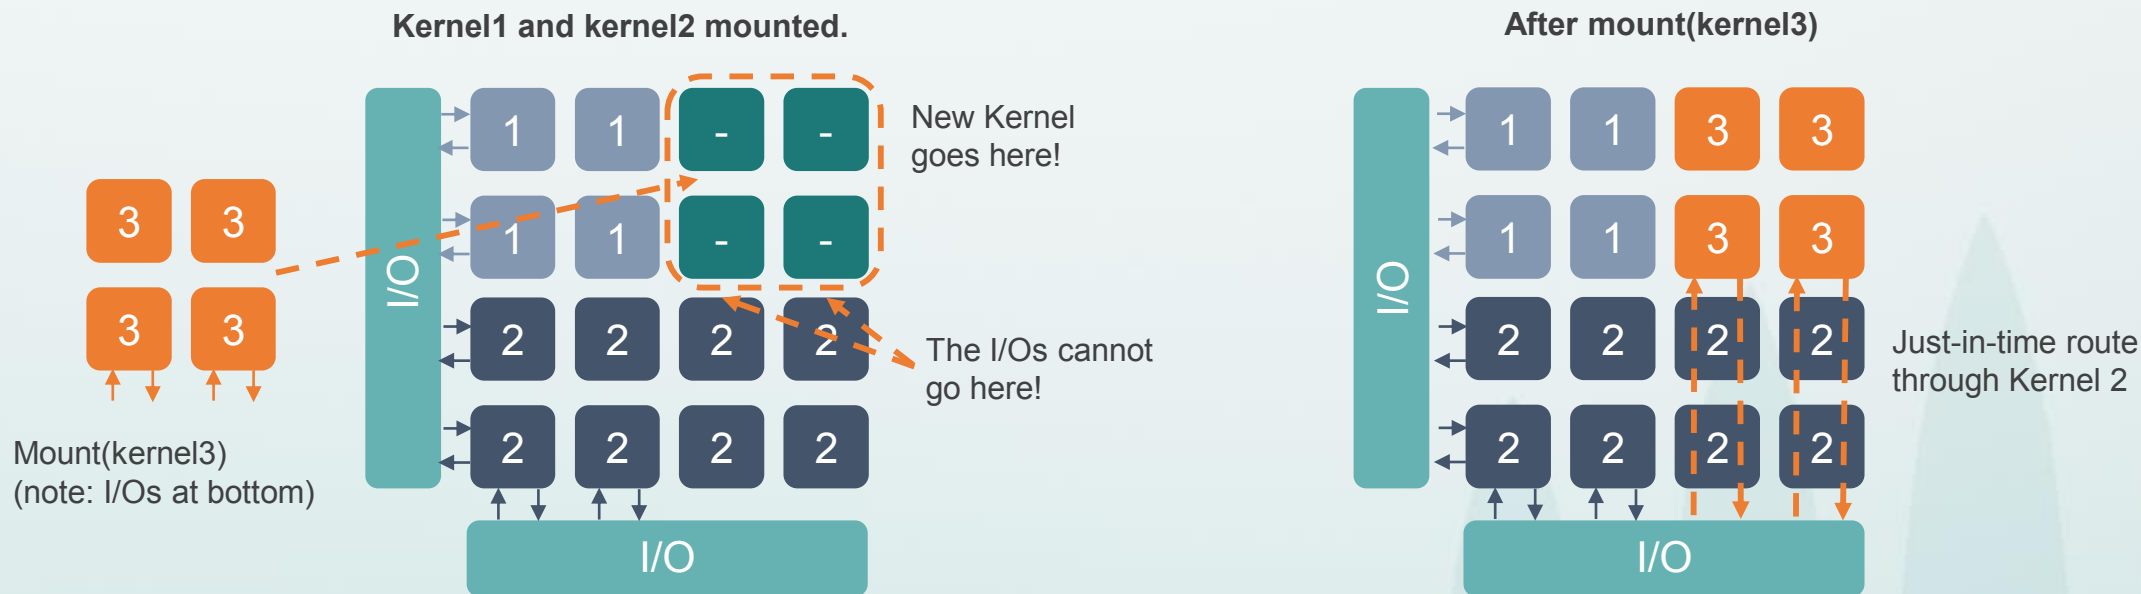 Kernel1 and kernel2 mounted.
1 1 - -
1 1 - -
2 2 2 2
2 2 2 2
I/O
I/O
New Kernel
goes here!
The I/Os cannot
go here!
3 3
3 3
Mount(kernel3)
(note: I/Os at bottom)
After mount(kernel3)
1 1 3 3
1 1 3 3
2 2 2 2
2 2 2 2
I/O
I/O
Just-in-time route
through Kernel 2